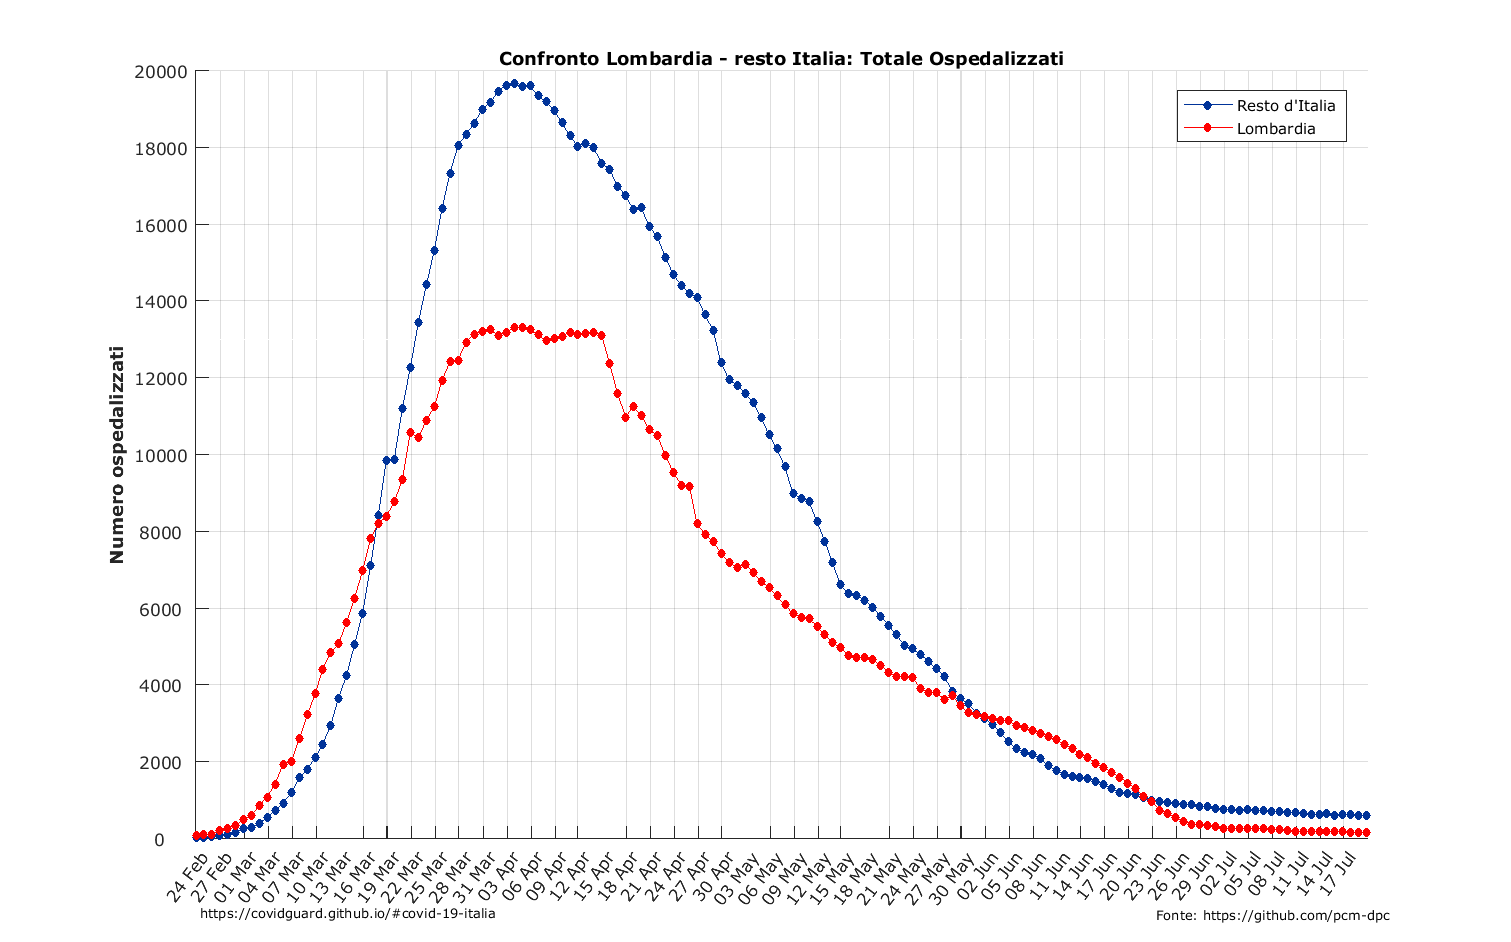 Confronto Lombardia - resto Italia: Totale Ospedalizzati
Resto d'Italia
Lombardia
Numero ospedalizzati
20000
18000
16000
14000
12000
10000
8000
6000
4000
2000
0
24 Feb
27 Feb
01 Mar
04 Mar
07 Mar
10 Mar
13 Mar
16 Mar
19 Mar
22 Mar
25 Mar
28 Mar
31 Mar
03 Apr
06 Apr
09 Apr
12 Apr
15 Apr
18 Apr
21 Apr
24 Apr
27 Apr
30 Apr
03 May
06 May
09 May
12 May
15 May
18 May
21 May
24 May
27 May
30 May
02 Jun
05 Jun
08 Jun
11 Jun
14 Jun
17 Jun
20 Jun
23 Jun
26 Jun
29 Jun
02 Jul
05 Jul
08 Jul
11 Jul
14 Jul
17 Jul
https://covidguard.github.io/#covid-19-italia
Fonte: https://github.com/pcm-dpc